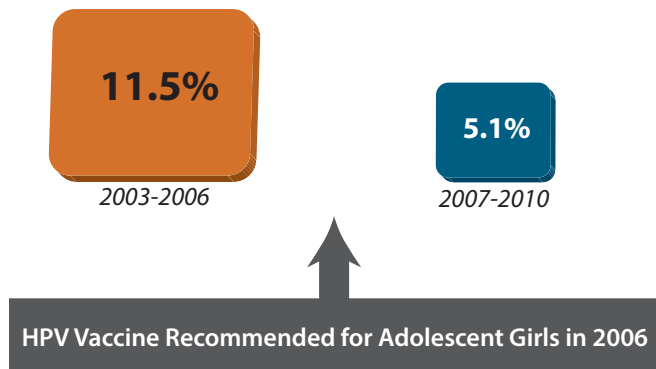 11.5%
5.1%
2003-2006
2007-2010
HPV Vaccine Recommended for Adolescent Girls in 2006